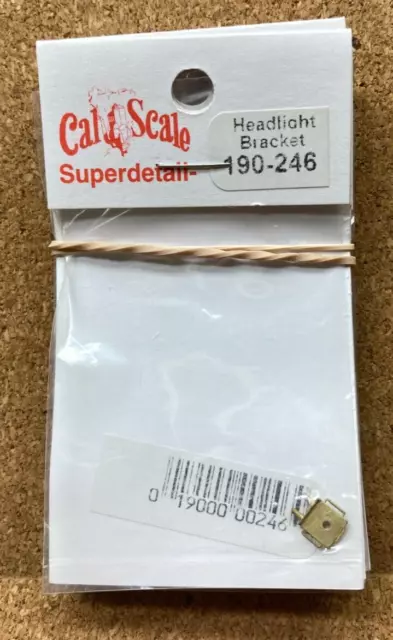 Cal Scale
Superdetail-
Headlight
Bracket
190-246
0 19000 00246